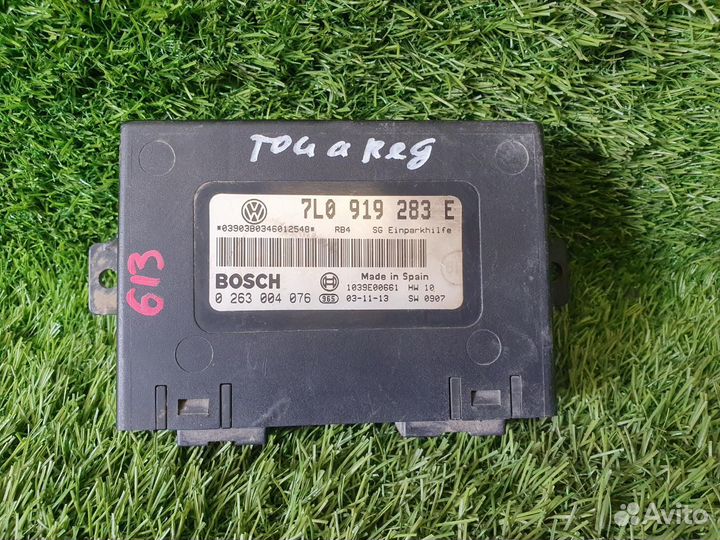 TOuaReg
7L0 919 283 E
*03903B0346012548* RB4 SG Einparkhilfe
BOSCH
Made in Spain
1039E00661 HW 10
0 263 004 076 965 03-11-13 SW 0907
613
Avito